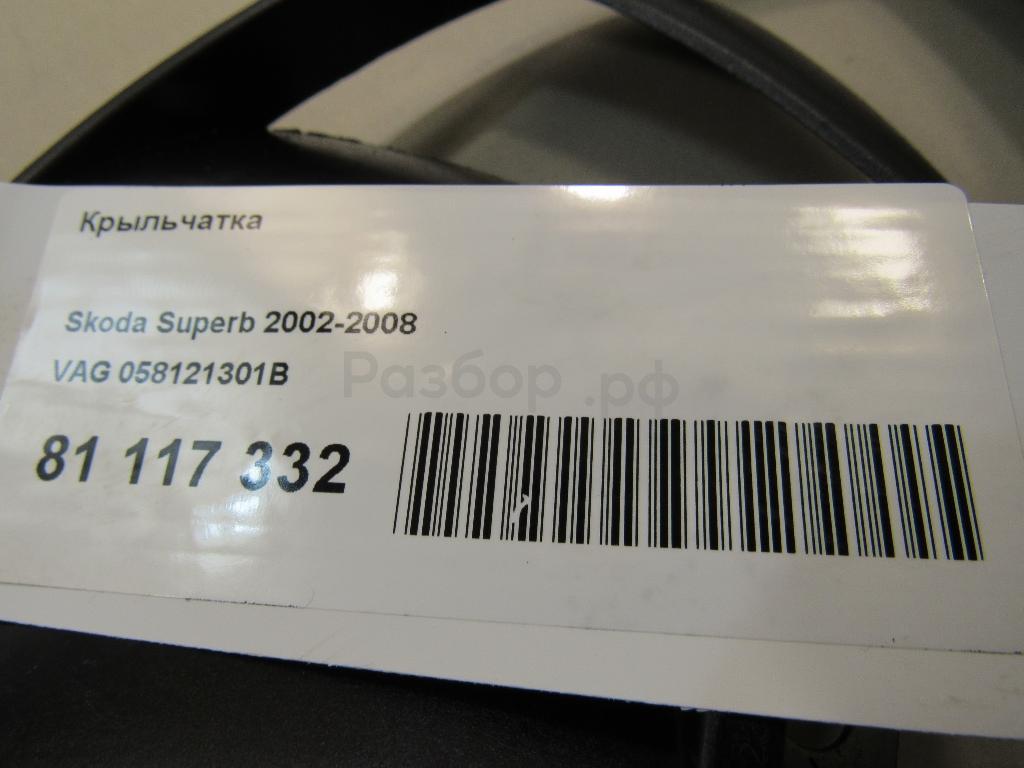 Крыльчатка
Skoda Superb 2002-2008
VAG 058121301B
Разбор.рф
81 117 332